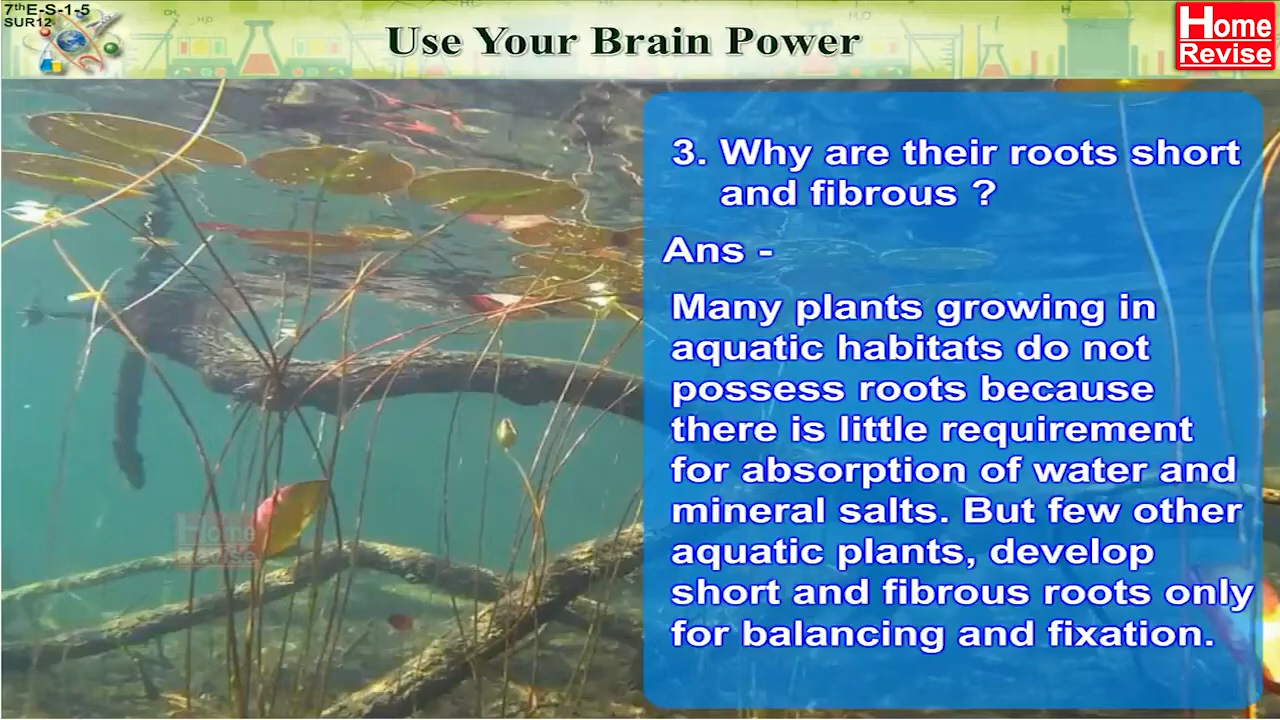 7thE-S-1-5
SUR12
Use Your Brain Power
Home
Revise
3. Why are their roots short
and fibrous ?
Ans -
Many plants growing in
aquatic habitats do not
possess roots because
there is little requirement
for absorption of water and
mineral salts. But few other
aquatic plants, develop
short and fibrous roots only
for balancing and fixation.
Home
Revise